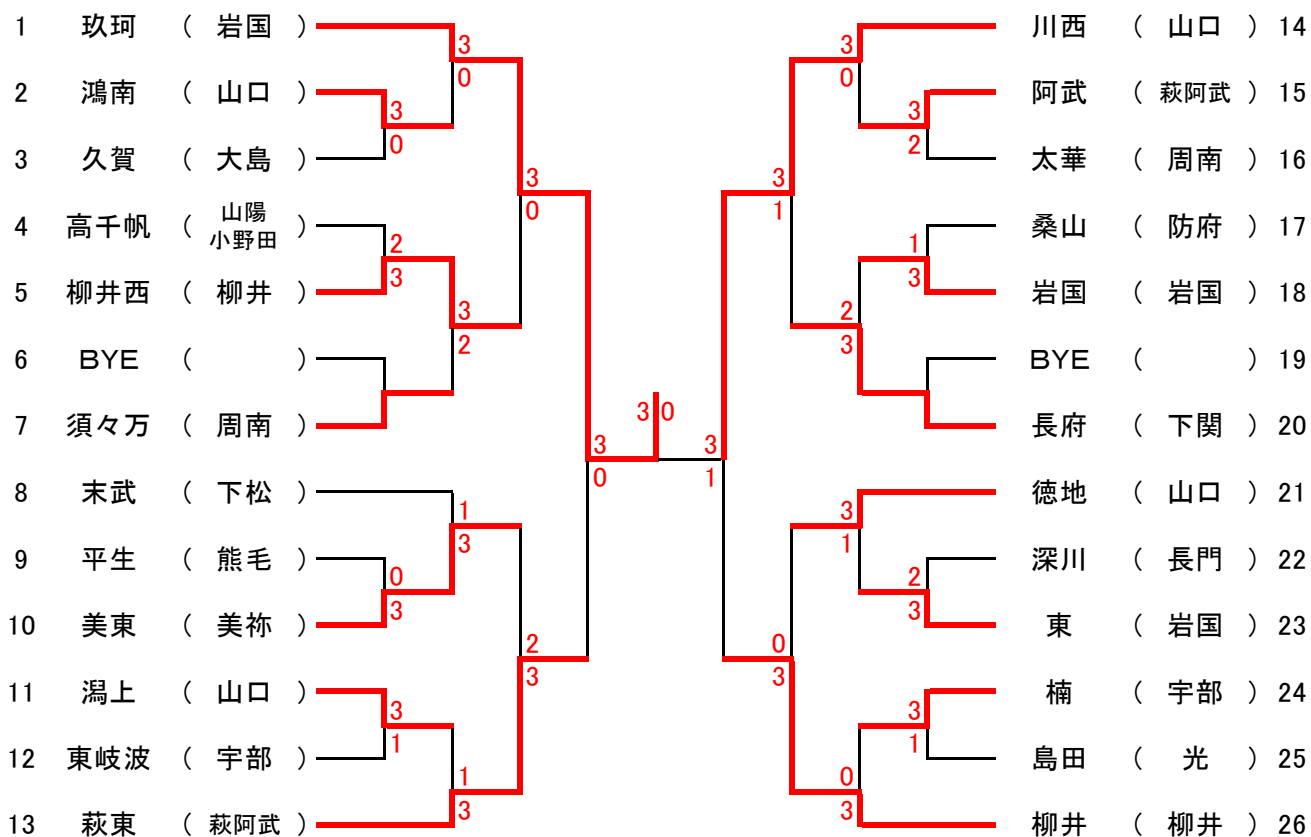 1 玖珂 ( 岩国 )
2 鴻南 ( 山口 )
3 久賀 ( 大島 )
4 高千帆 ( 山陽小野田 )
5 柳井西 ( 柳井 )
6 BYE ( )
7 須々万 ( 周南 )
8 末武 ( 下松 )
9 平生 ( 熊毛 )
10 美東 ( 美祢 )
11 潟上 ( 山口 )
12 東岐波 ( 宇部 )
13 萩東 ( 萩阿武 )
3
0
3
0
2
3
3
2
3
0
1
3
0
3
3
1
1
3
2
3
3
0
3 0
3
1
3
0
3
2
3
1
1
3
2
3
3
1
2
3
0
3
3
1
0
3
川西 ( 山口 ) 14
阿武 ( 萩阿武 ) 15
太華 ( 周南 ) 16
桑山 ( 防府 ) 17
岩国 ( 岩国 ) 18
BYE ( ) 19
長府 ( 下関 ) 20
徳地 ( 山口 ) 21
深川 ( 長門 ) 22
東 ( 岩国 ) 23
楠 ( 宇部 ) 24
島田 ( 光 ) 25
柳井 ( 柳井 ) 26